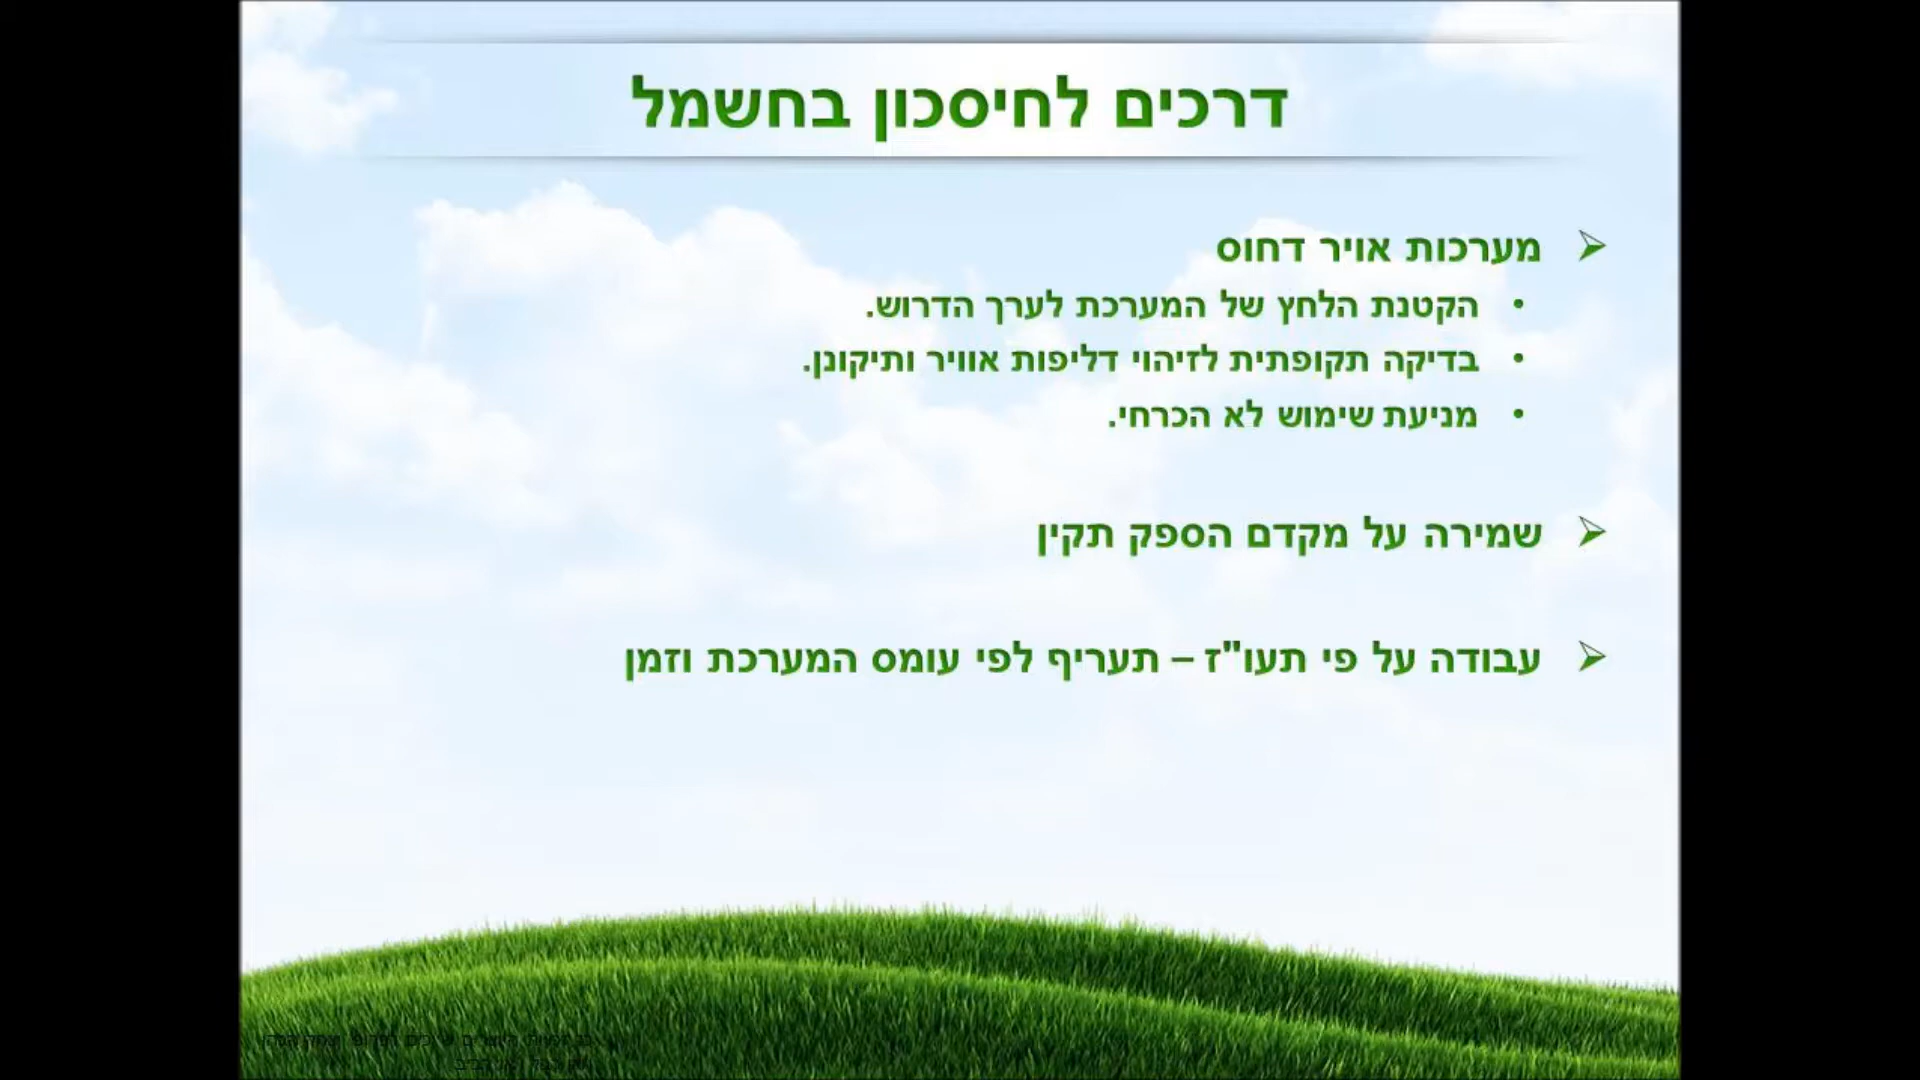 דרכים לחיסכון בחשמל
מערכות אויר דחוס
הקטנת הלחץ של המערכת לערך הדרוש.
בדיקה תקופתית לזיהוי דליפות אוויר ותיקונן.
מניעת שימוש לא הכרחי.
שמירה על מקדם הספק תקין
עבודה על פי תעו"ז – תעריף לפי עומס המערכת וזמן